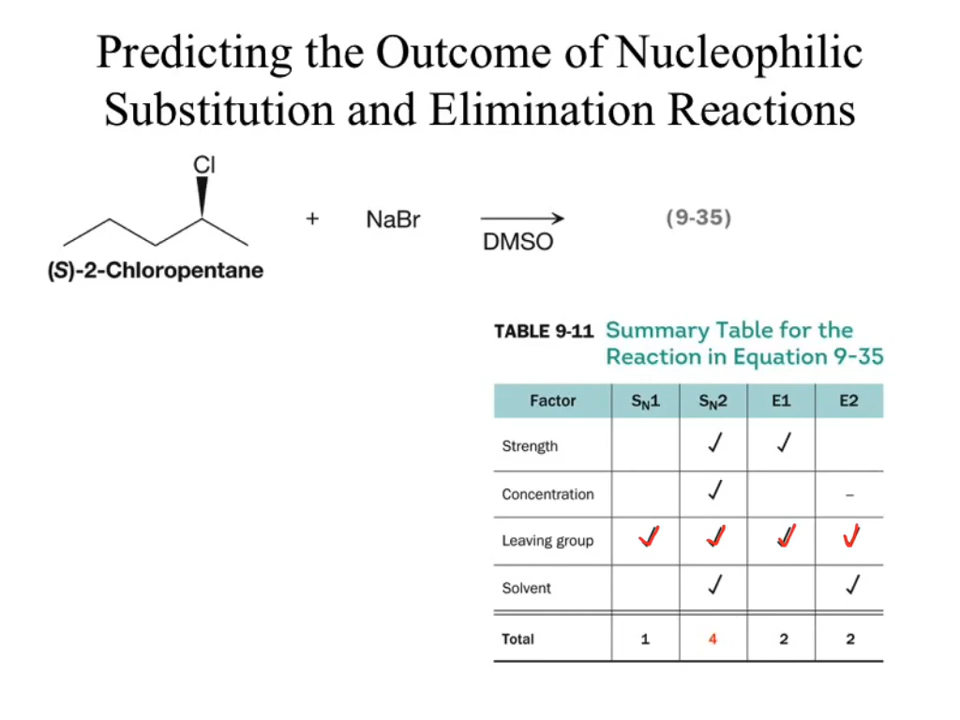 Predicting the Outcome of Nucleophilic
Substitution and Elimination Reactions
Cl
+ NaBr DMSO (9-35)
(S)-2-Chloropentane
TABLE 9-11 Summary Table for the
Reaction in Equation 9-35
Factor SN1 SN2 E1 E2
Strength ✓ ✓
Concentration ✓ –
Leaving group ✓ ✓ ✓ ✓
Solvent ✓ ✓
Total 1 4 2 2